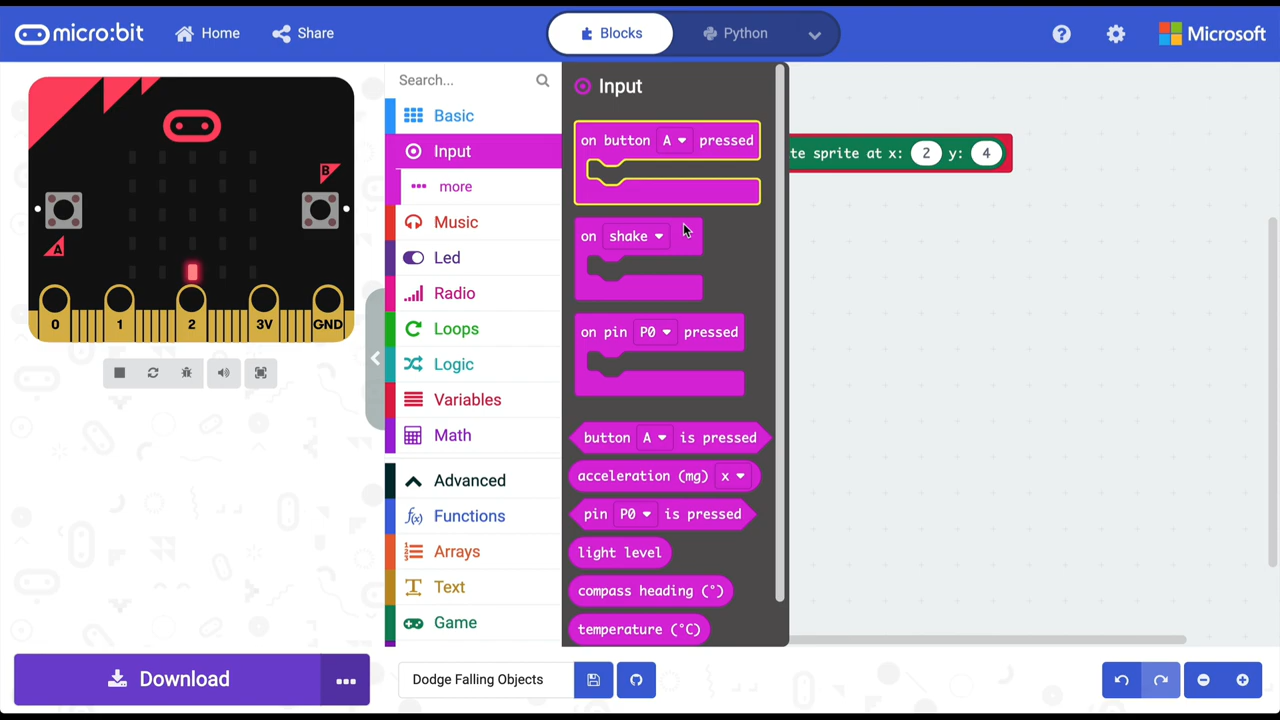 micro:bit
Home
Share
Blocks
Python
Microsoft
A
B
0 1 2 3V GND
Download
Search...
Basic
Input
more
Music
Led
Radio
Loops
Logic
Variables
Math
Advanced
Functions
Arrays
Text
Game
Input
on button A pressed
on shake
on pin P0 pressed
button A is pressed
acceleration (mg) x
pin P0 is pressed
light level
compass heading (°)
temperature (°C)
sprite at x: 2 y: 4
Dodge Falling Objects